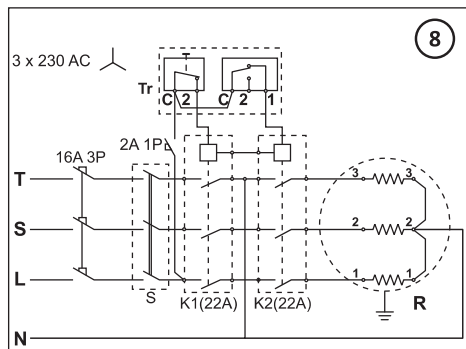 8
3 x 230 AC
T
Tr
C 2 C 2 1
2A 1P
16A 3P
T 3 3
S 2 2
L 1 1
S K1(22A) K2(22A) R
N